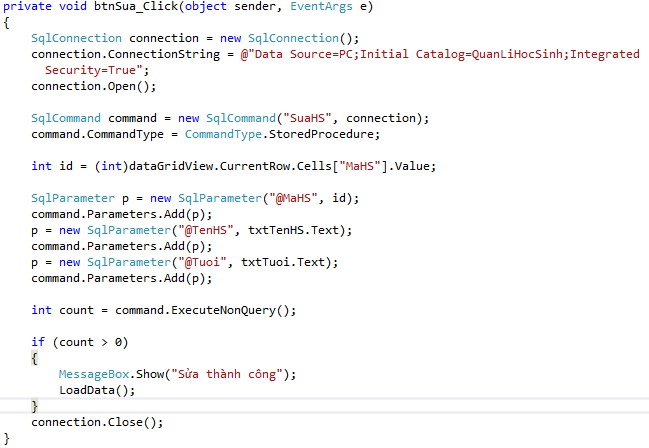 private void btnSua_Click(object sender, EventArgs e)
{
SqlConnection connection = new SqlConnection();
connection.ConnectionString = @"Data Source=PC;Initial Catalog=QuanLiHocSinh;Integrated
Security=True";
connection.Open();
SqlCommand command = new SqlCommand("SuaHS", connection);
command.CommandType = CommandType.StoredProcedure;
int id = (int)dataGridView.CurrentRow.Cells["MaHS"].Value;
SqlParameter p = new SqlParameter("@MaHS", id);
command.Parameters.Add(p);
p = new SqlParameter("@TenHS", txtTenHS.Text);
command.Parameters.Add(p);
p = new SqlParameter("@Tuoi", txtTuoi.Text);
command.Parameters.Add(p);
int count = command.ExecuteNonQuery();
if (count > 0)
{
MessageBox.Show("Sửa thành công");
LoadData();
}
connection.Close();
}